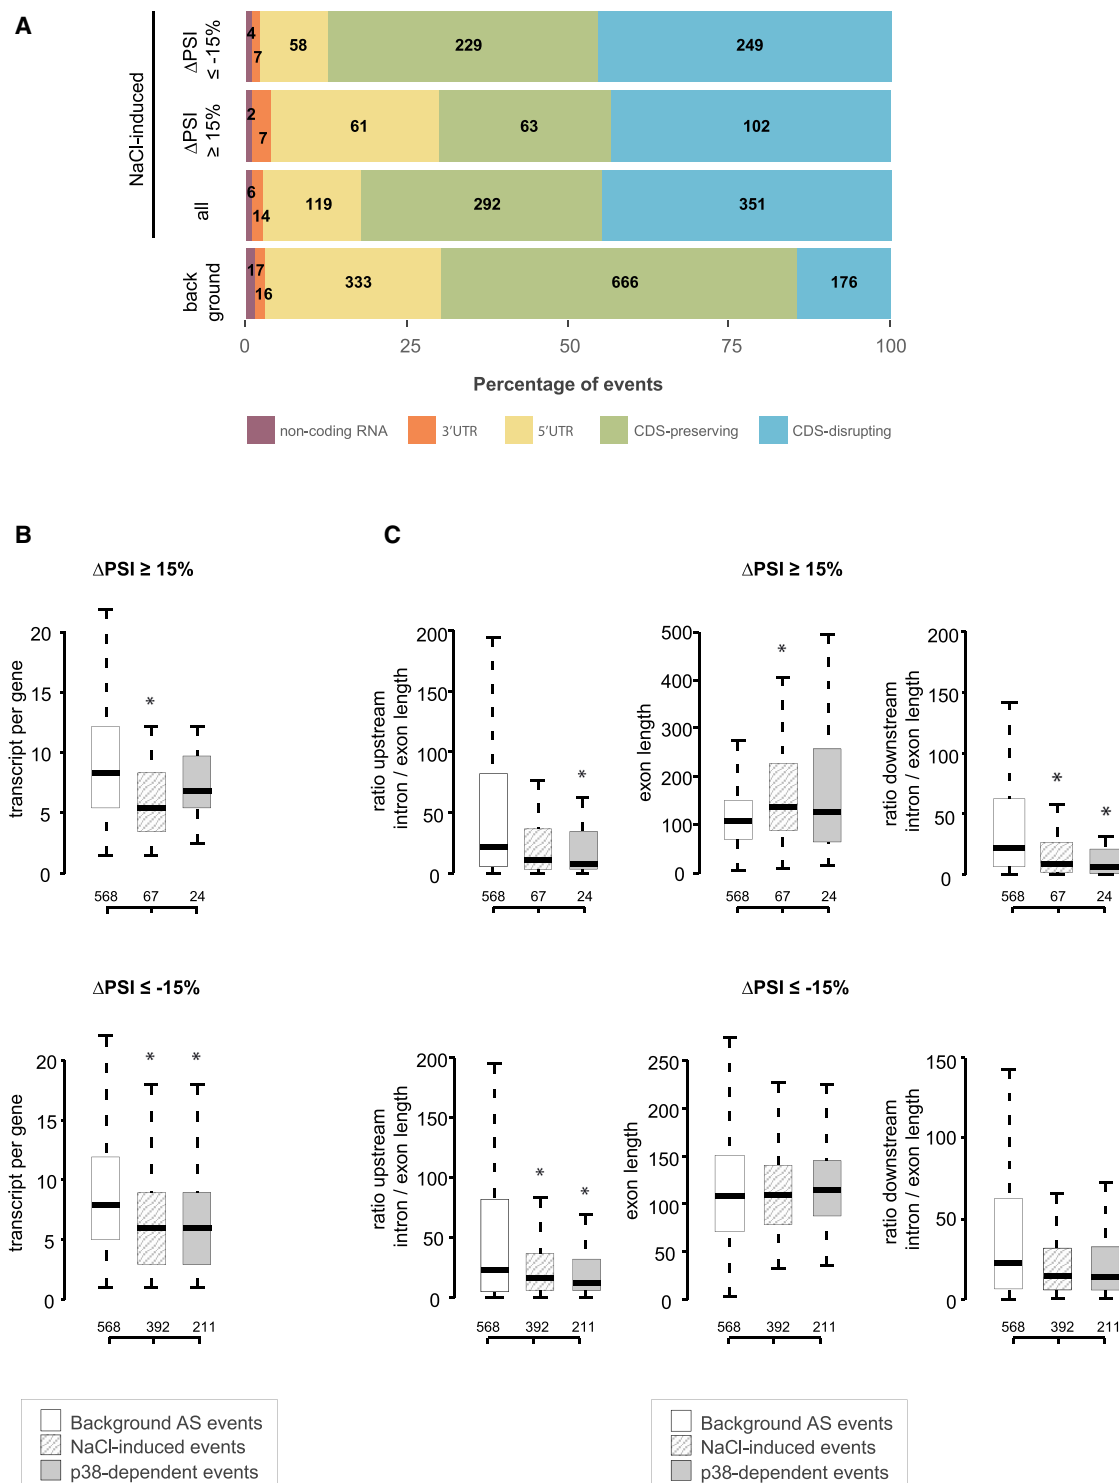 A
NaCl-induced
ΔPSI
≤ -15%
4
7
58
229
249
ΔPSI
≥ 15%
2
7
61
63
102
all
6
14
119
292
351
back
ground
17
16
333
666
176
0
25
50
75
100
Percentage of events
non-coding RNA
3'UTR
5'UTR
CDS-preserving
CDS-disrupting
B
ΔPSI ≥ 15%
transcript per gene
20
15
10
5
0
*
568
67
24
C
ΔPSI ≥ 15%
ratio upstream
intron / exon length
200
150
100
50
0
*
568
67
24
exon length
500
400
300
200
100
0
*
568
67
24
ratio downstream
intron / exon length
200
150
100
50
0
*
*
568
67
24
ΔPSI ≤ -15%
transcript per gene
20
15
10
5
0
*
*
568
392
211
ΔPSI ≤ -15%
ratio upstream
intron / exon length
200
150
100
50
0
*
*
568
392
211
exon length
250
200
150
100
50
0
568
392
211
ratio downstream
intron / exon length
150
100
50
0
568
392
211
Background AS events
NaCl-induced events
p38-dependent events
Background AS events
NaCl-induced events
p38-dependent events